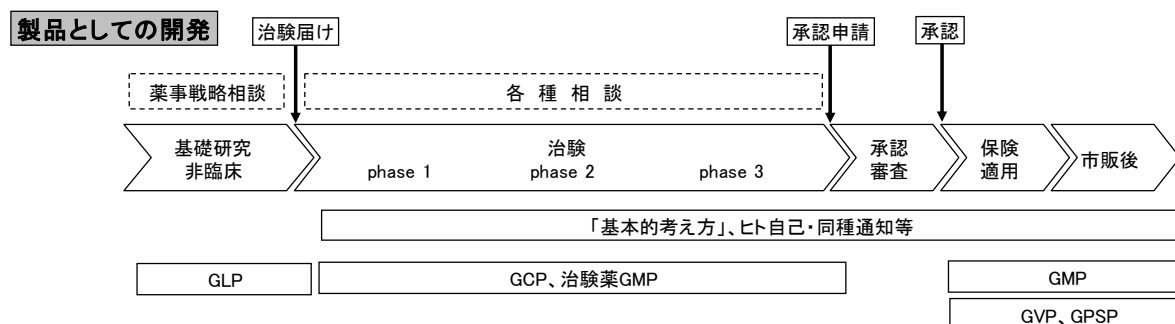 製品としての開発
治験届け
承認申請
承認
薬事戦略相談
各種相談
基礎研究
非臨床
治験
phase 1
phase 2
phase 3
承認
審査
保険
適用
市販後
「基本的考え方」、ヒト自己・同種通知等
GLP
GCP、治験薬GMP
GMP
GVP、GPSP